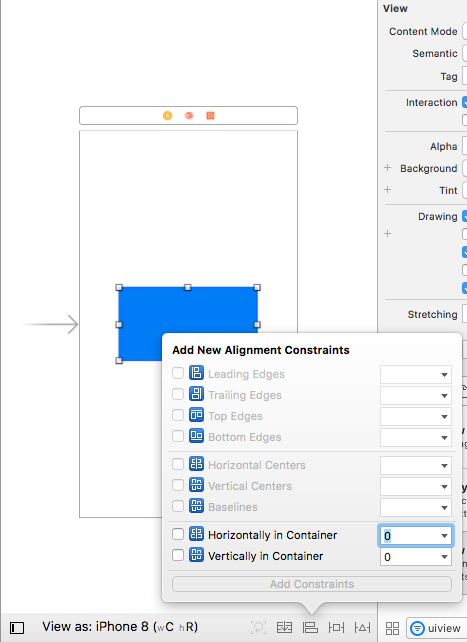 View
Content Mode
Semantic
Tag
Interaction
Alpha
Background
Tint
Drawing
Stretching
Add New Alignment Constraints
Leading Edges
Trailing Edges
Top Edges
Bottom Edges
Horizontal Centers
Vertical Centers
Baselines
Horizontally in Container 0
Vertically in Container 0
Add Constraints
View as: iPhone 8 (wC hR)
uiview